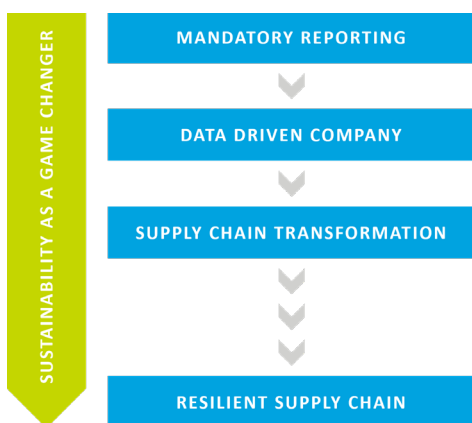 SUSTAINABILITY AS A GAME CHANGER
MANDATORY REPORTING
DATA DRIVEN COMPANY
SUPPLY CHAIN TRANSFORMATION
RESILIENT SUPPLY CHAIN